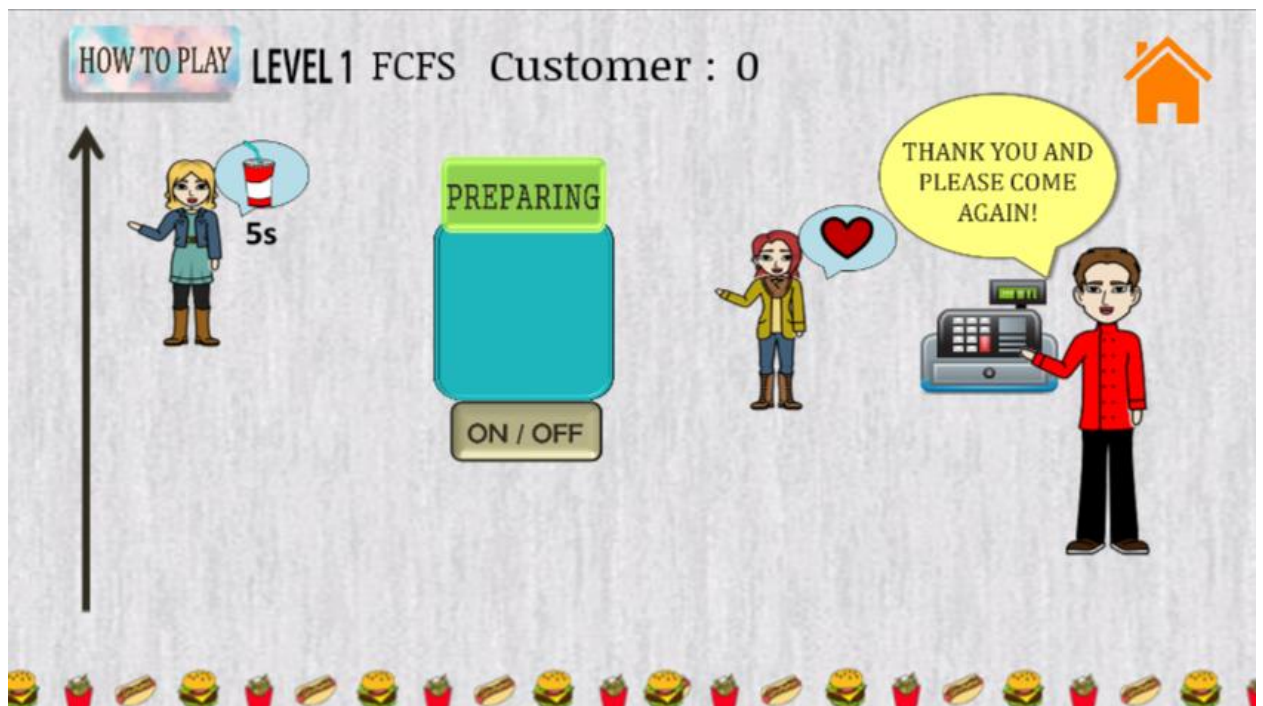 HOW TO PLAY LEVEL 1 FCFS Customer : 0
5s
PREPARING
ON / OFF
THANK YOU AND
PLEASE COME
AGAIN!